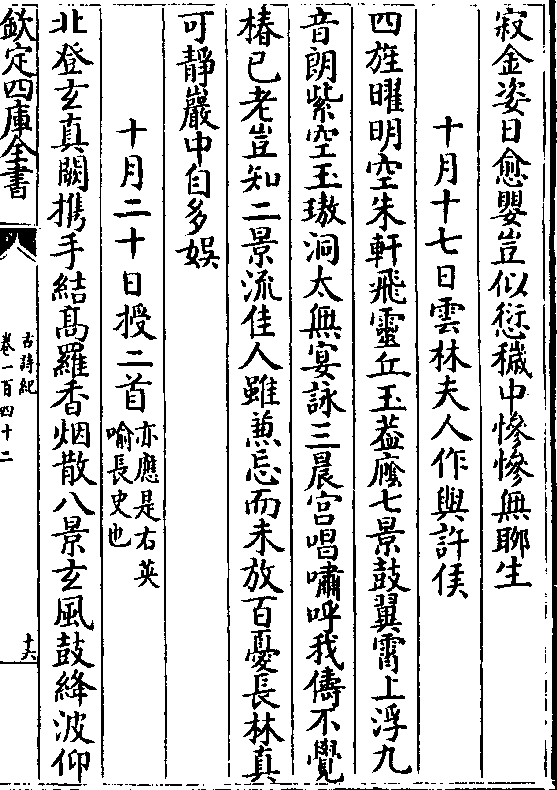 寂金姿日愈嬰豈似愆穢中慘慘無聊生
十月十七日雲林夫人作與許侯
四旌曜明空朱軒飛靈丘玉葢廕七景鼓翼霄上浮九
音朗紫空玉璈洞太無宴詠三晨宮唱嘯呼我儔不覺
椿已老豈知二景流佳人雖兼忘而未放百憂長林真
可靜巖中自多娛
十月二十日授二首亦應是右英喻長史也
北登玄真闕携手結高羅香烟散八景玄風鼓絳波仰
欽定四庫全書
古詩紀
卷一百四十二
十六